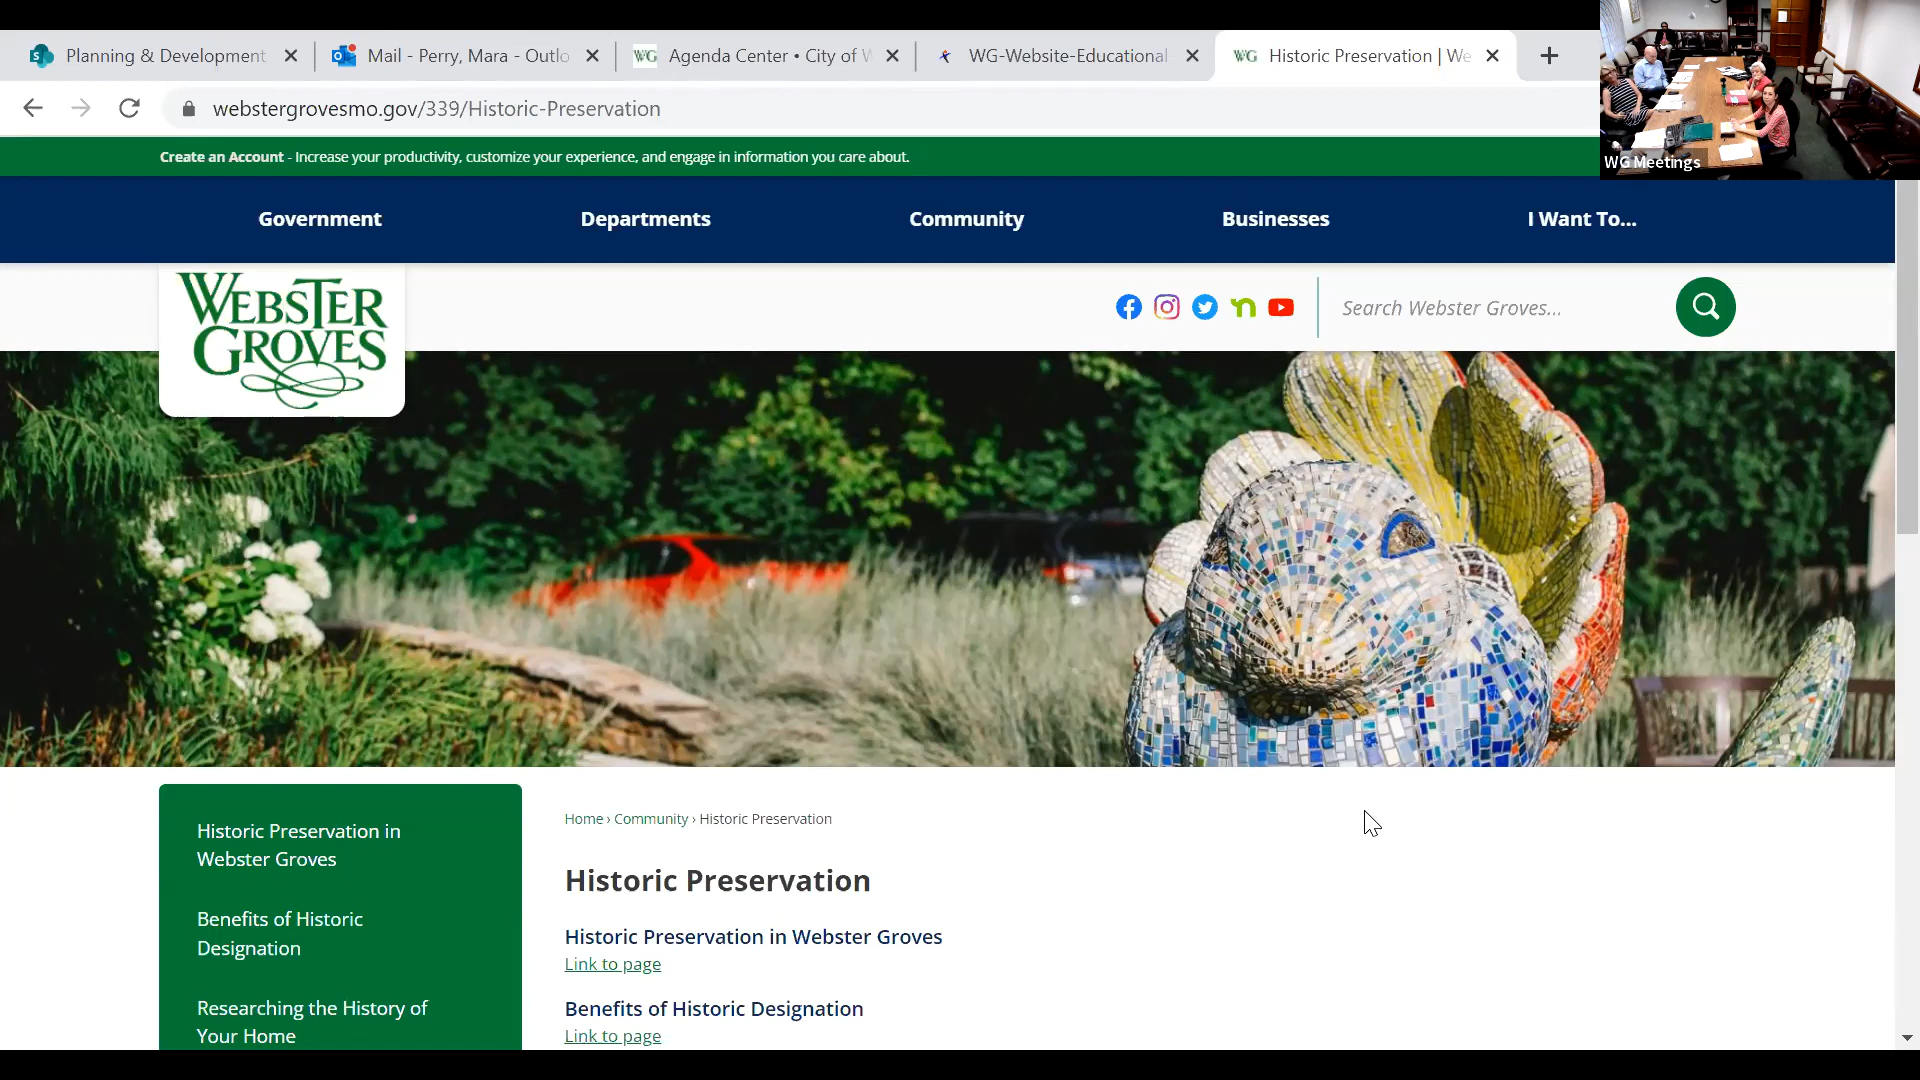 Planning & Development
Mail - Perry, Mara - Outlo
WG
Agenda Center • City of W
WG-Website-Educational
WG
Historic Preservation | We
webstergrovesmo.gov/339/Historic-Preservation
WG Meetings
Create an Account - Increase your productivity, customize your experience, and engage in information you care about.
Government
Departments
Community
Businesses
I Want To...
WEBSTER
GROVES
Search Webster Groves...
Home › Community › Historic Preservation
Historic Preservation in
Webster Groves
Benefits of Historic
Designation
Researching the History of
Your Home
Historic Preservation
Historic Preservation in Webster Groves
Link to page
Benefits of Historic Designation
Link to page